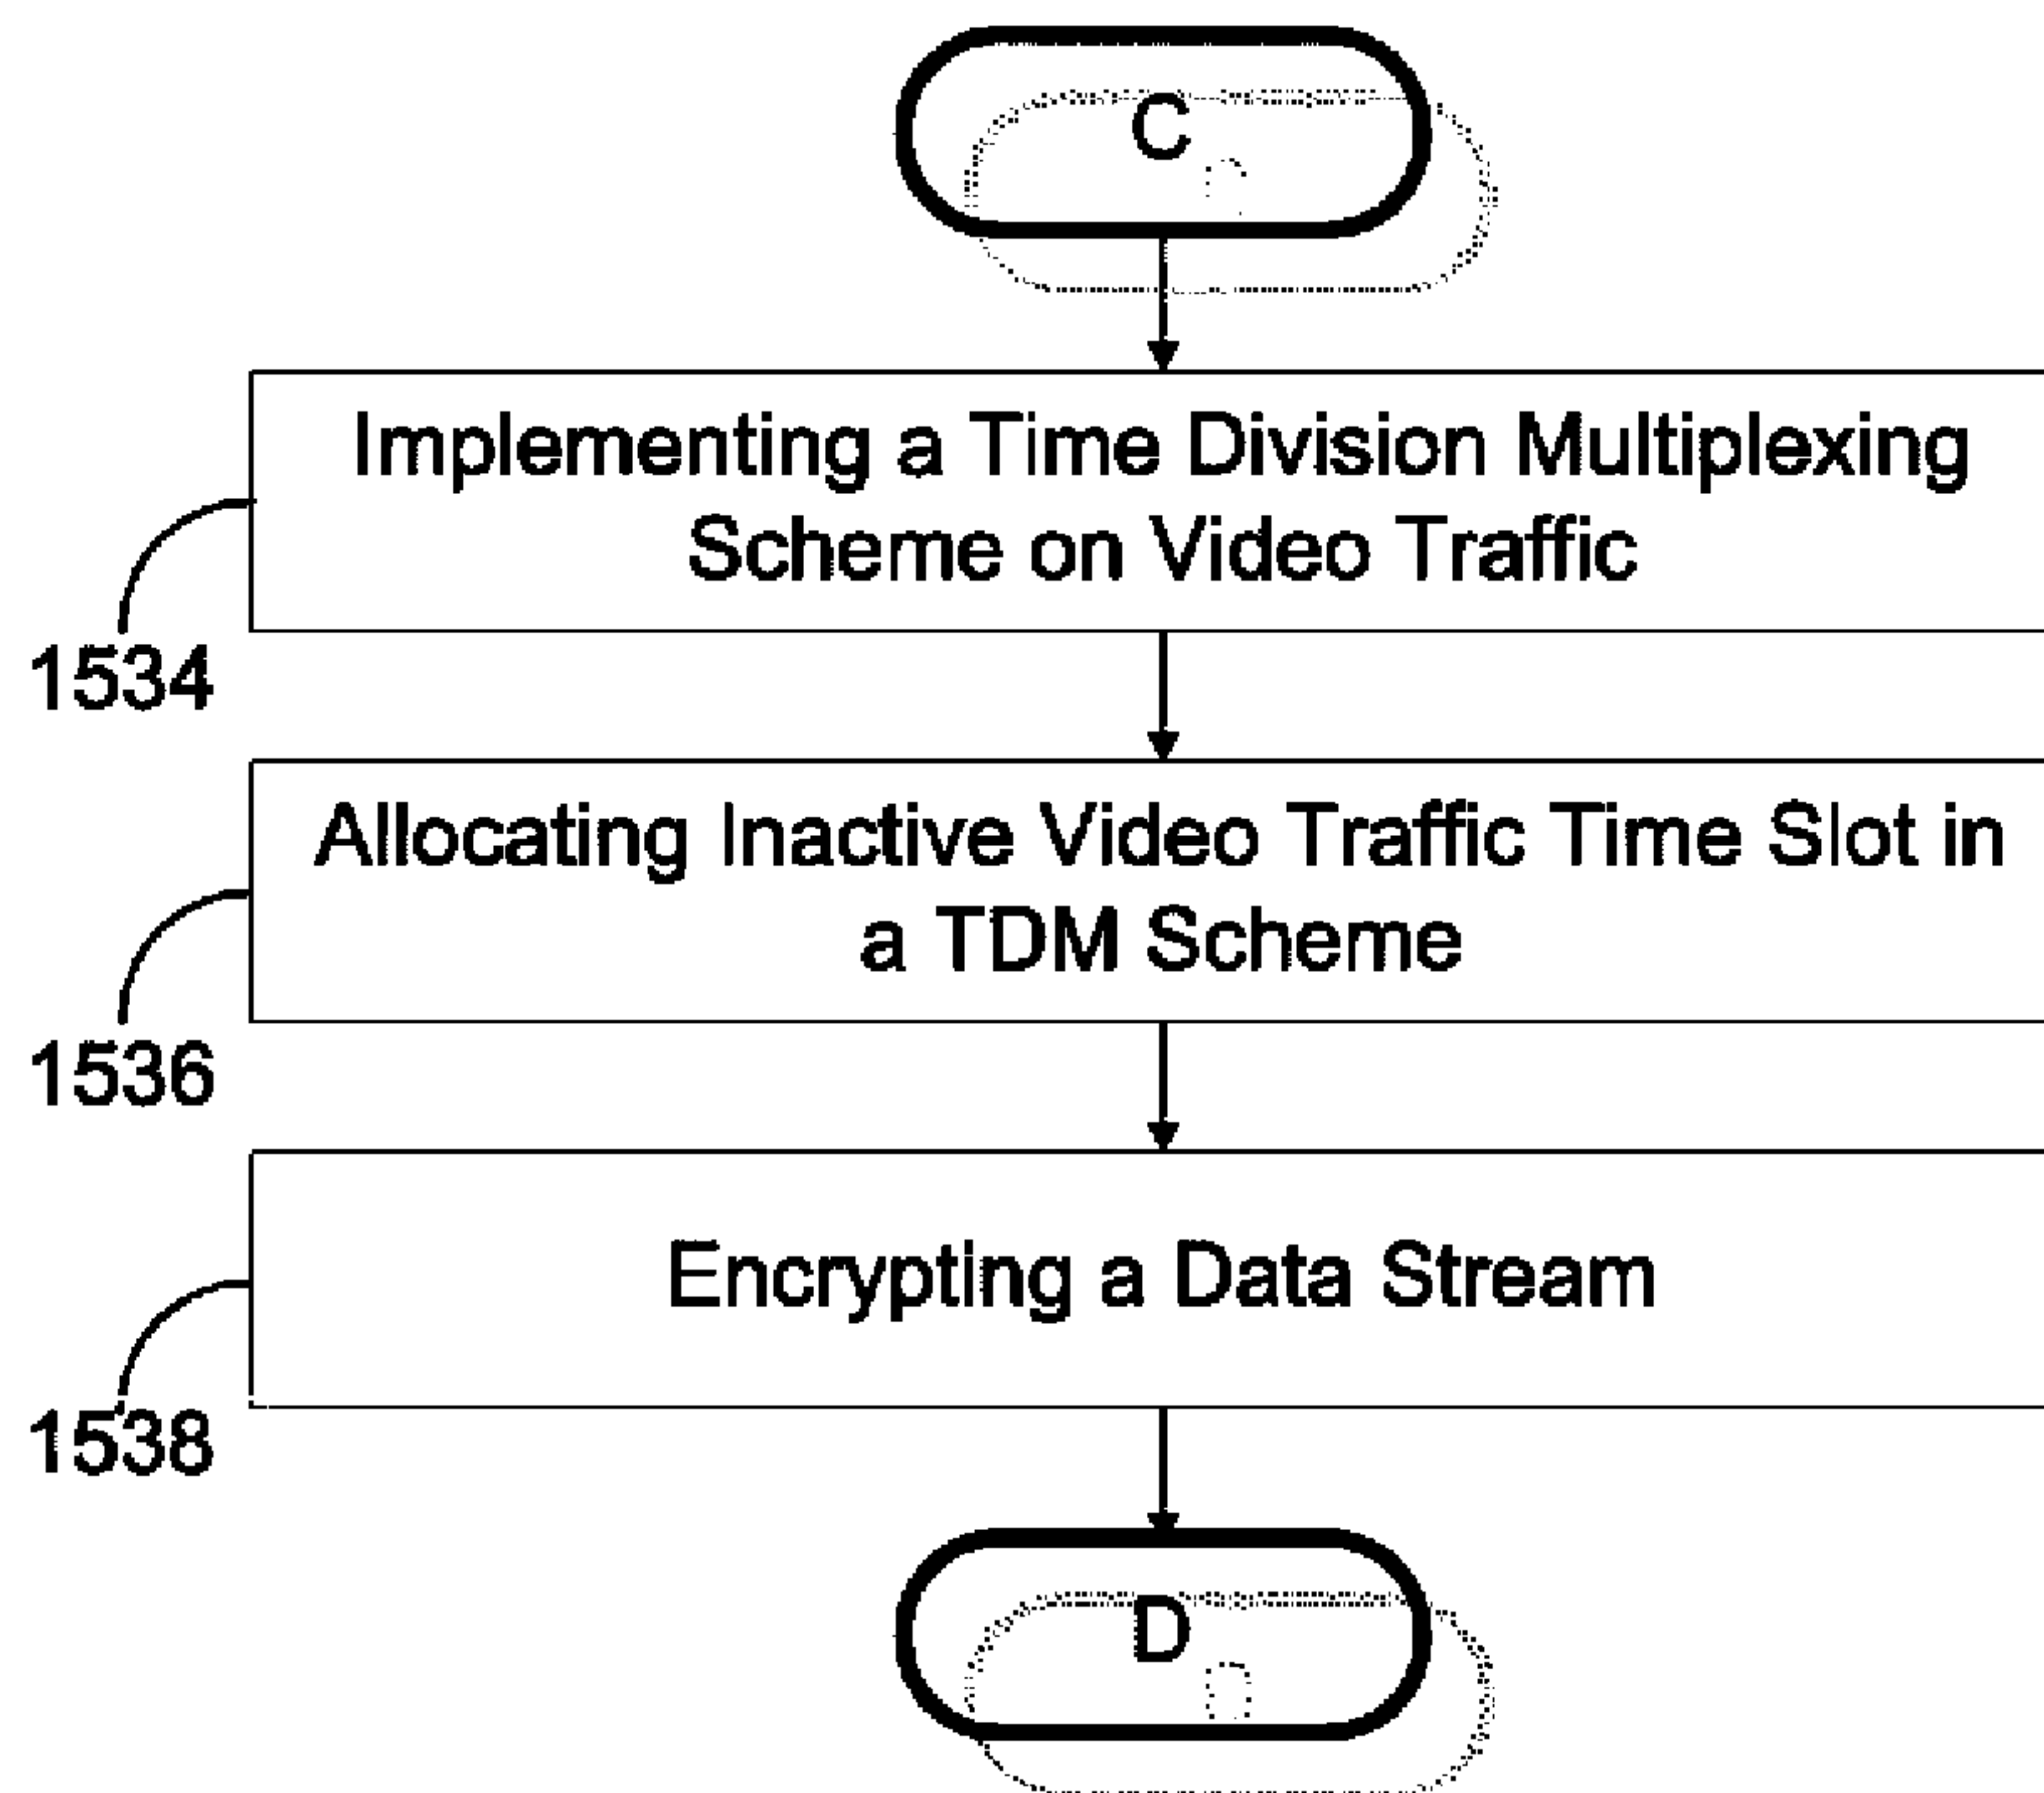 C
Implementing a Time Division Multiplexing
Scheme on Video Traffic
1534
Allocating Inactive Video Traffic Time Slot in
a TDM Scheme
1536
Encrypting a Data Stream
1538
D